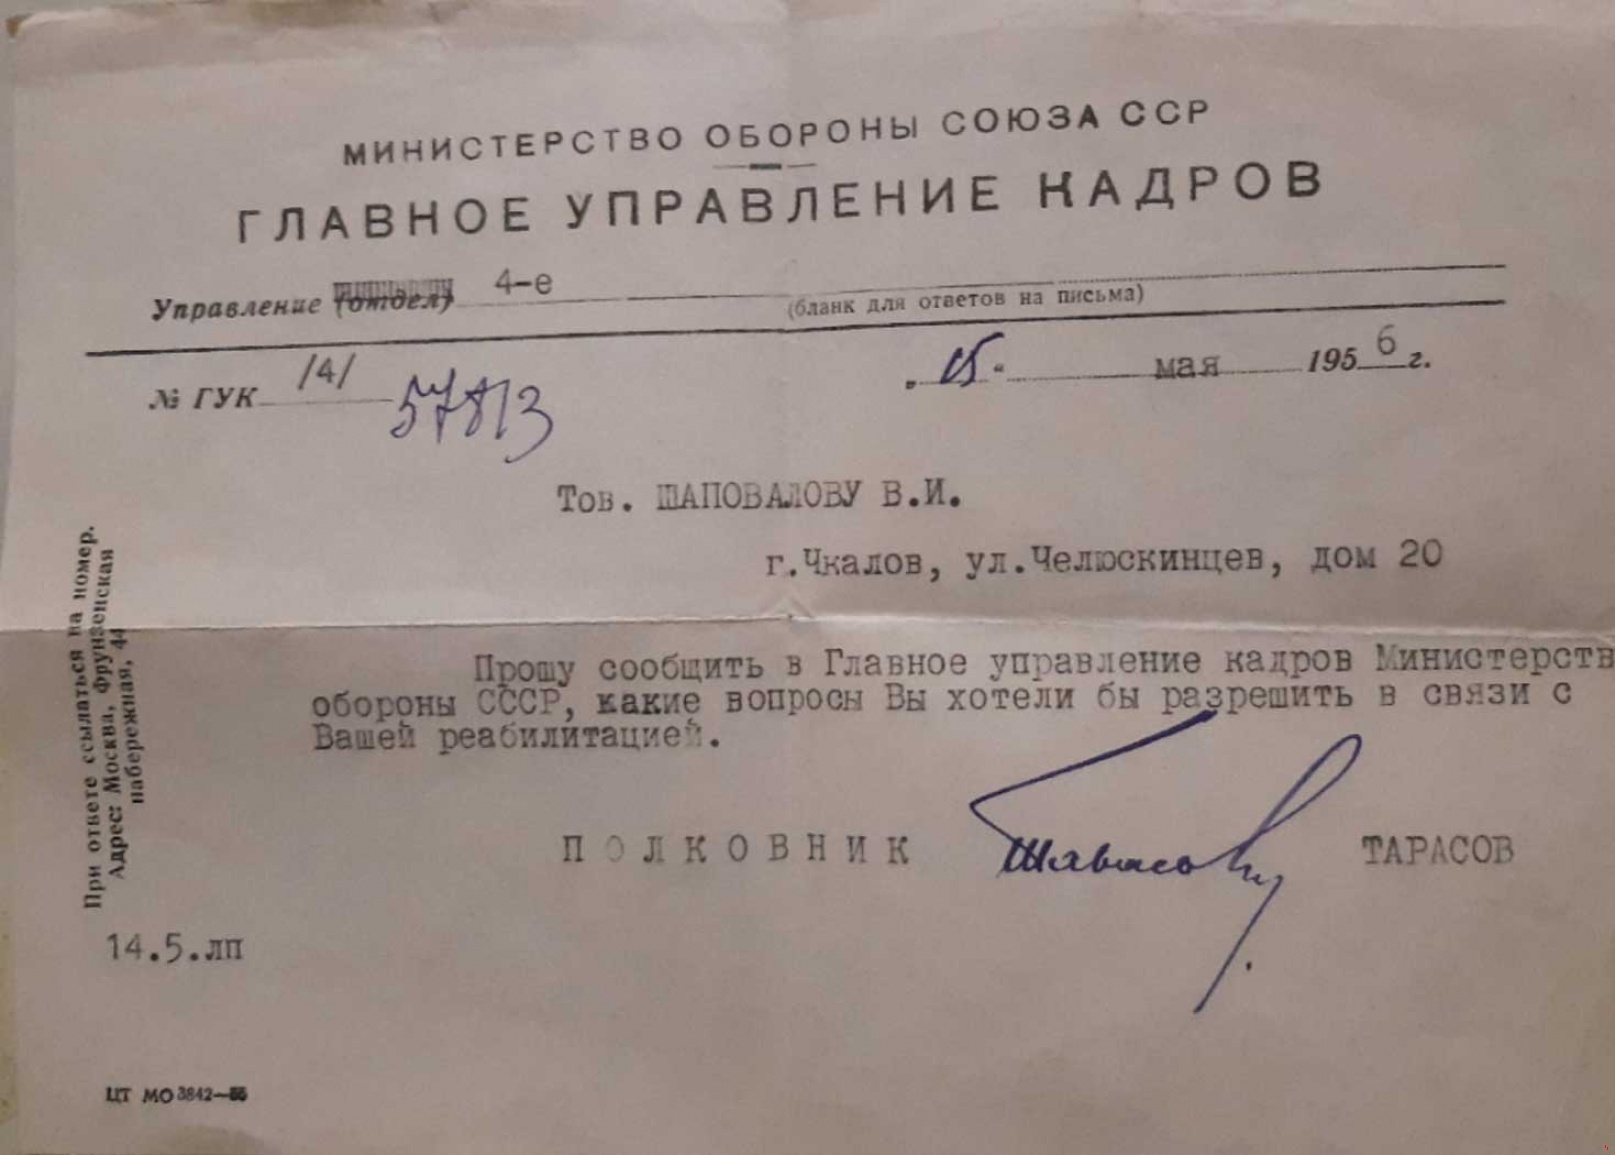 МИНИСТЕРСТВО ОБОРОНЫ СОЮЗА ССР
ГЛАВНОЕ УПРАВЛЕНИЕ КАДРОВ
Управление (отдел) 4-е
(бланк для ответов на письма)
№ ГУК /4/ 57813
„15“ мая 1956 г.
Тов. ШАПОВАЛОВУ В.И.
г.Чкалов, ул.Челюскинцев, дом 20
Прошу сообщить в Главное управление кадров Министерств
обороны СССР, какие вопросы Вы хотели бы разрешить в связи с
Вашей реабилитацией.
ПОЛКОВНИК ТАРАСОВ
При ответе ссылаться на номер.
Адрес: Москва, Фрунзенская
набережная, 44
14.5.лп
ЦТ МО 3842—